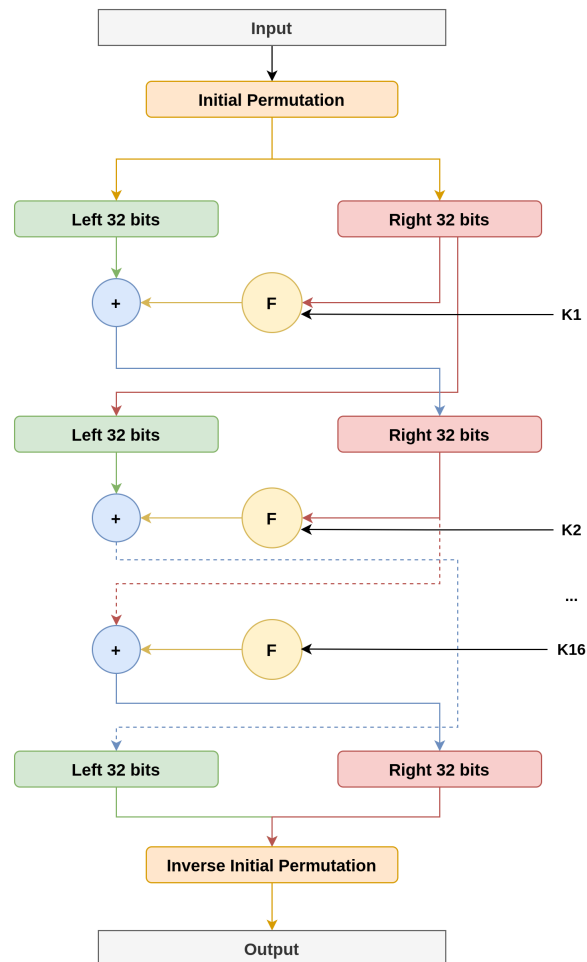 Input
Initial Permutation
Left 32 bits
Right 32 bits
+
F
K1
Left 32 bits
Right 32 bits
+
F
K2
...
+
F
K16
Left 32 bits
Right 32 bits
Inverse Initial Permutation
Output